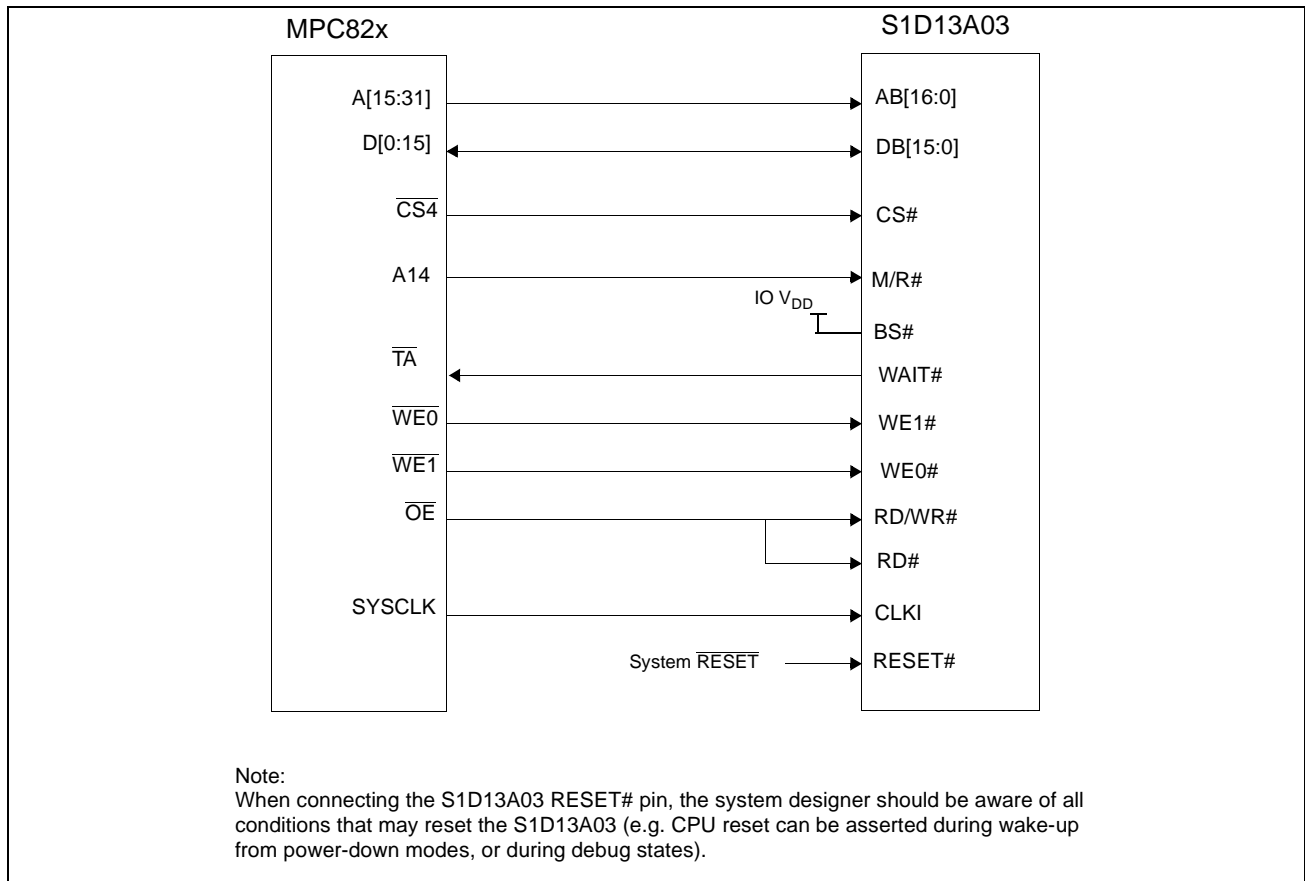 MPC82x
S1D13A03
A[15:31]
AB[16:0]
D[0:15]
DB[15:0]
CS4
CS#
A14
M/R#
IO VDD
BS#
TA
WAIT#
WE0
WE1#
WE1
WE0#
OE
RD/WR#
RD#
SYSCLK
CLKI
System RESET
RESET#
Note:
When connecting the S1D13A03 RESET# pin, the system designer should be aware of all
conditions that may reset the S1D13A03 (e.g. CPU reset can be asserted during wake-up
from power-down modes, or during debug states).